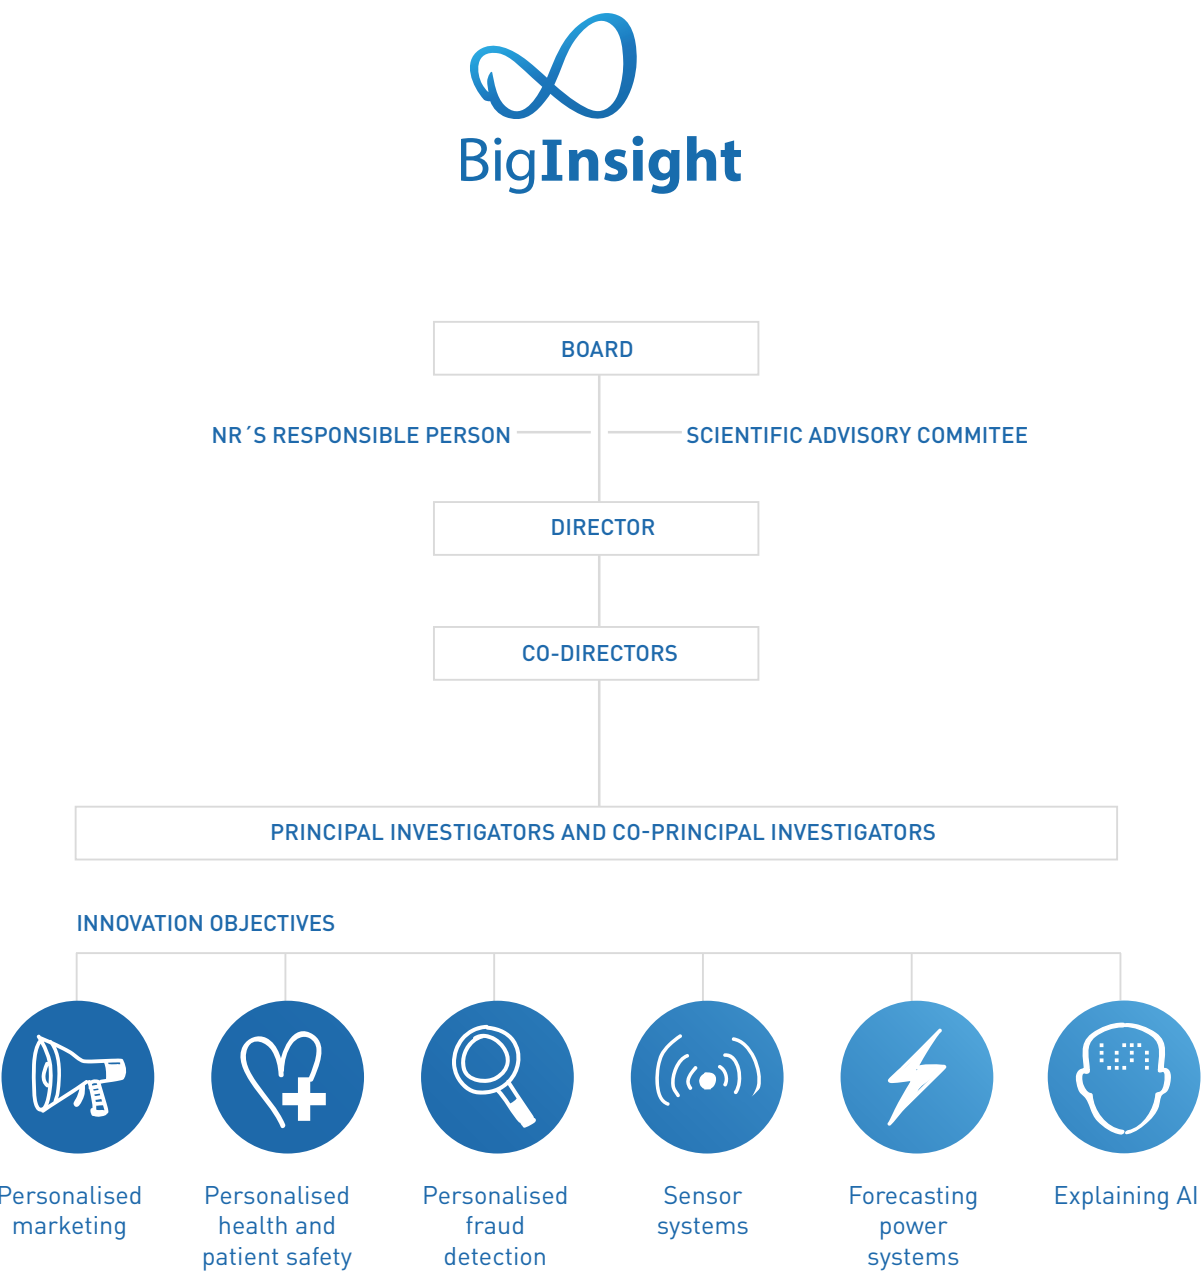 BigInsight
BOARD
NR´S RESPONSIBLE PERSON
SCIENTIFIC ADVISORY COMMITEE
DIRECTOR
CO-DIRECTORS
PRINCIPAL INVESTIGATORS AND CO-PRINCIPAL INVESTIGATORS
INNOVATION OBJECTIVES
Personalised
marketing
Personalised
health and
patient safety
Personalised
fraud
detection
Sensor
systems
Forecasting
power
systems
Explaining AI